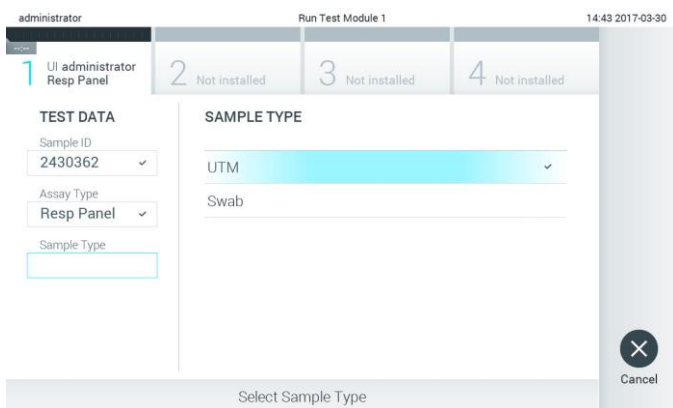 administrator
Run Test Module 1
14:43 2017-03-30
--:--
1 UI administrator
Resp Panel
2 Not installed
3 Not installed
4 Not installed
TEST DATA
Sample ID
2430362
Assay Type
Resp Panel
Sample Type
SAMPLE TYPE
UTM
Swab
Cancel
Select Sample Type